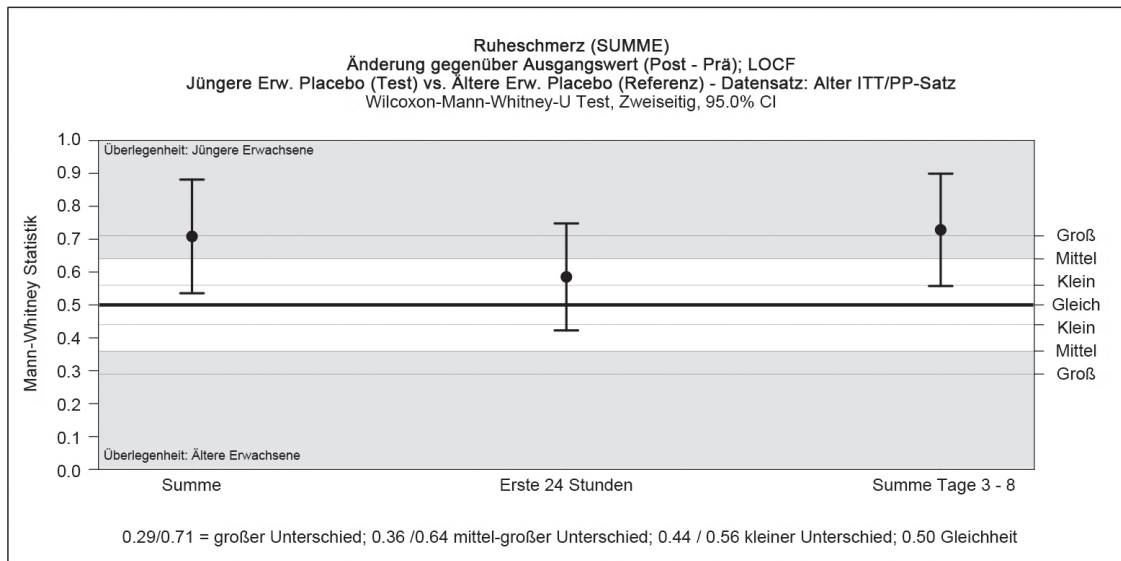 Ruheschmerz (SUMME)
Änderung gegenüber Ausgangswert (Post - Prä); LOCF
Jüngere Erw. Placebo (Test) vs. Ältere Erw. Placebo (Referenz) - Datensatz: Alter ITT/PP-Satz
Wilcoxon-Mann-Whitney-U Test, Zweiseitig, 95.0% CI
Mann-Whitney Statistik
1.0
0.9
0.8
0.7
0.6
0.5
0.4
0.3
0.2
0.1
0.0
Überlegenheit: Jüngere Erwachsene
Überlegenheit: Ältere Erwachsene
Groß
Mittel
Klein
Gleich
Klein
Mittel
Groß
Summe
Erste 24 Stunden
Summe Tage 3 - 8
0.29/0.71 = großer Unterschied; 0.36 /0.64 mittel-großer Unterschied; 0.44 / 0.56 kleiner Unterschied; 0.50 Gleichheit